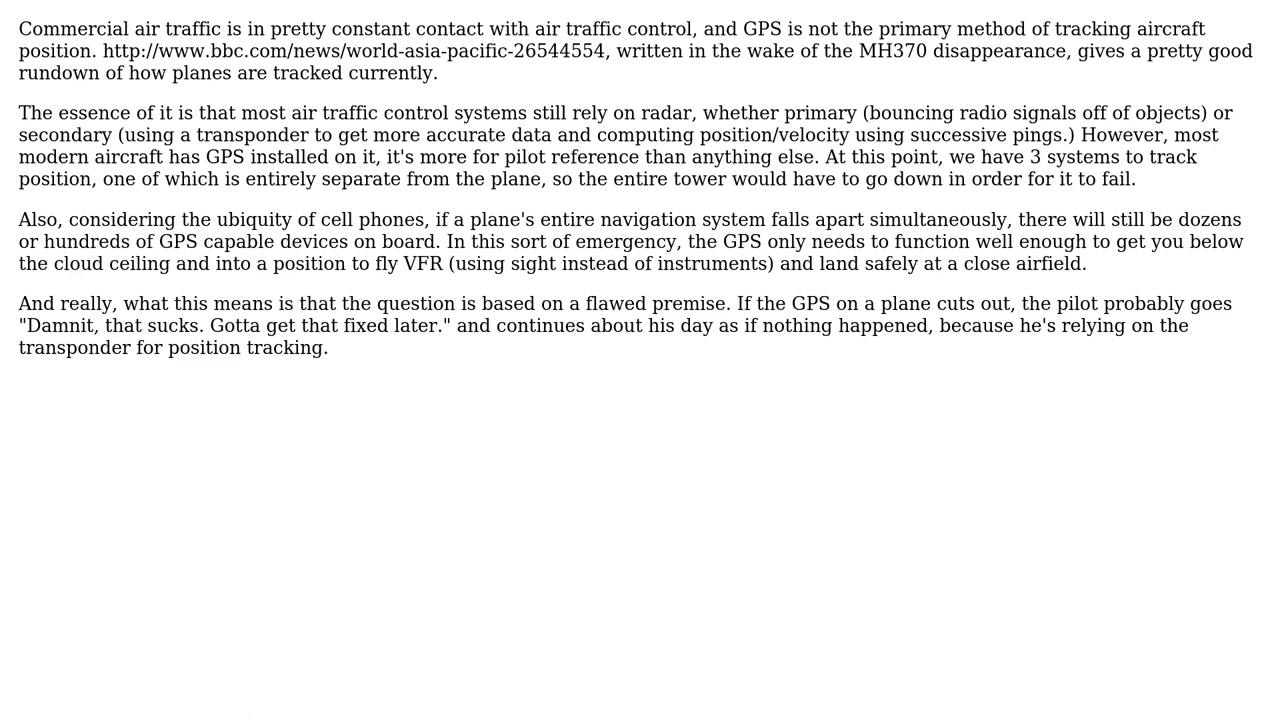 Commercial air traffic is in pretty constant contact with air traffic control, and GPS is not the primary method of tracking aircraft
position. http://www.bbc.com/news/world-asia-pacific-26544554, written in the wake of the MH370 disappearance, gives a pretty good
rundown of how planes are tracked currently.
The essence of it is that most air traffic control systems still rely on radar, whether primary (bouncing radio signals off of objects) or
secondary (using a transponder to get more accurate data and computing position/velocity using successive pings.) However, most
modern aircraft has GPS installed on it, it's more for pilot reference than anything else. At this point, we have 3 systems to track
position, one of which is entirely separate from the plane, so the entire tower would have to go down in order for it to fail.
Also, considering the ubiquity of cell phones, if a plane's entire navigation system falls apart simultaneously, there will still be dozens
or hundreds of GPS capable devices on board. In this sort of emergency, the GPS only needs to function well enough to get you below
the cloud ceiling and into a position to fly VFR (using sight instead of instruments) and land safely at a close airfield.
And really, what this means is that the question is based on a flawed premise. If the GPS on a plane cuts out, the pilot probably goes
"Damnit, that sucks. Gotta get that fixed later." and continues about his day as if nothing happened, because he's relying on the
transponder for position tracking.